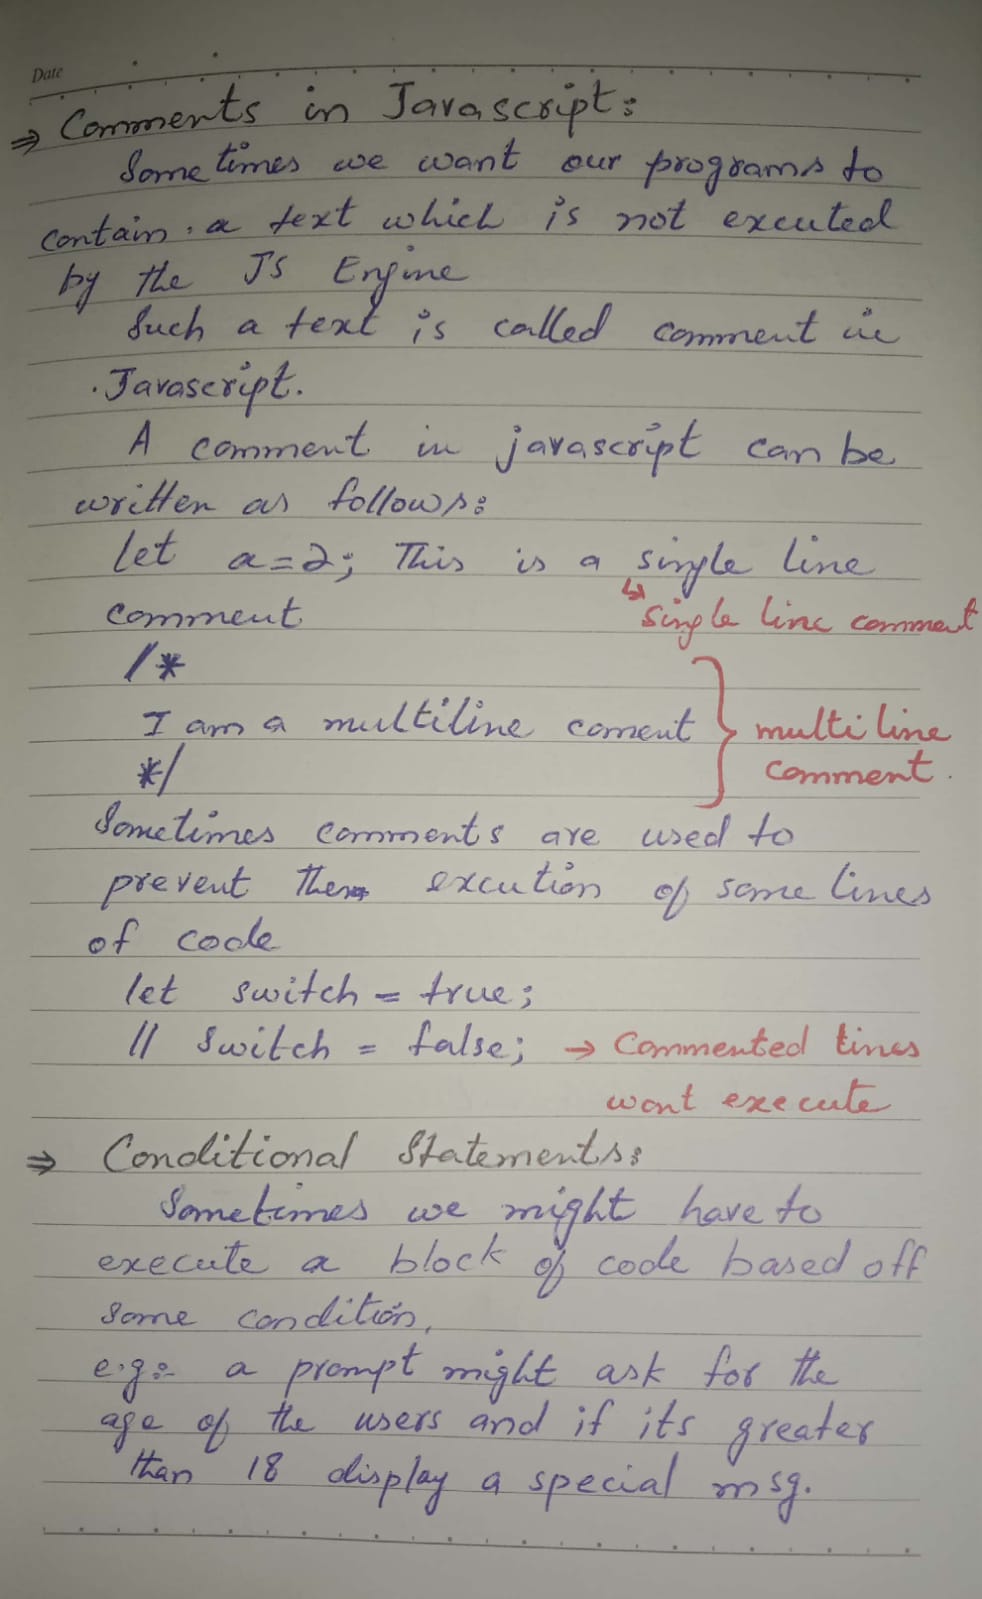 Date
⇒ Comments in Javascript:
Sometimes we want our programs to
contain a text which is not excuted
by the JS Engine
Such a text is called comment in
Javascript.
A comment in javascript can be
written as follows:
let a=2; This is a single line
comment ↳ single line comment
/*
I am a multiline coment } multiline
*/ comment.
Sometimes comments are used to
prevent the excution of some lines
of code
let switch = true;
// switch = false; → Commented lines
wont execute
⇒ Conditional Statements:
Sometimes we might have to
execute a block of code based off
some condition,
e.g:- a prompt might ask for the
age of the users and if its greater
than 18 display a special msg.